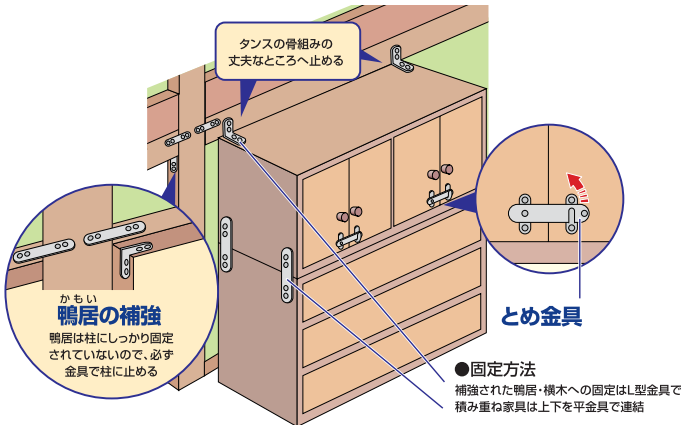 タンスの骨組みの
丈夫なところへ止める
かもい
鴨居の補強
鴨居は柱にしっかり固定
されていないので、必ず
金具で柱に止める
とめ金具
●固定方法
補強された鴨居・横木への固定はL型金具で
積み重ね家具は上下を平金具で連結